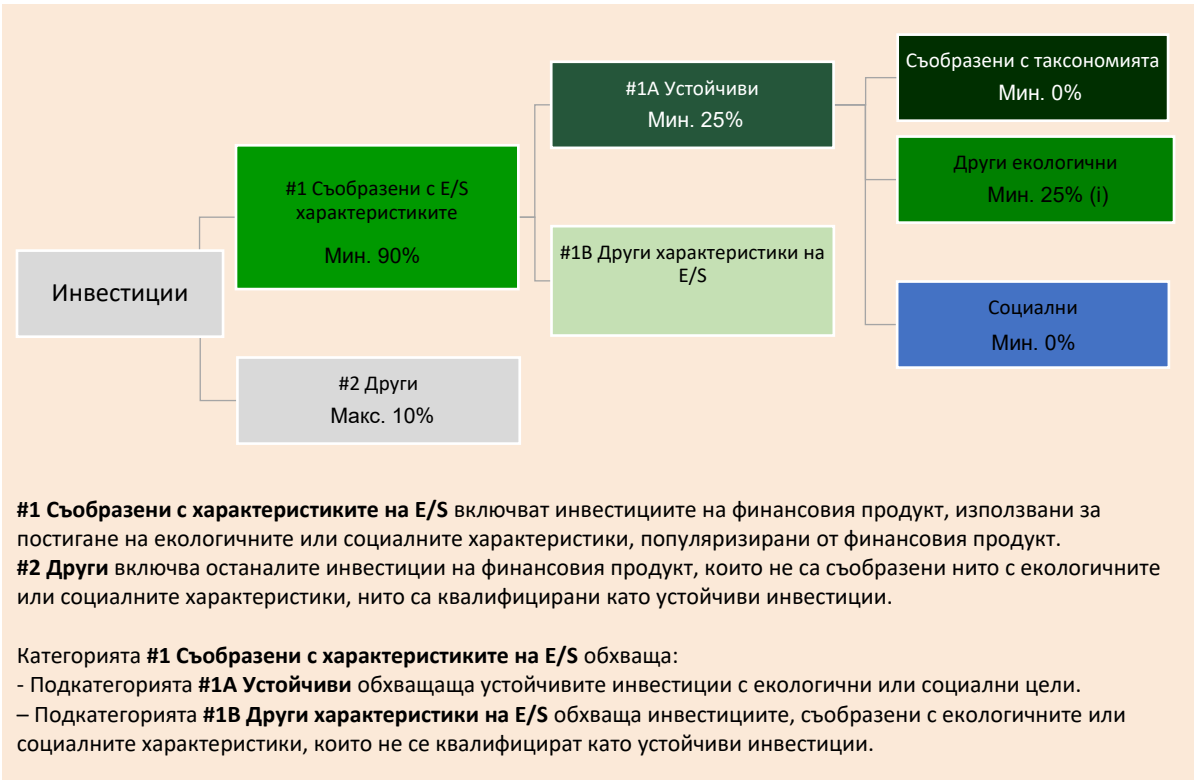 Инвестиции
#1 Съобразени с E/S
характеристиките
Мин. 90%
#2 Други
Макс. 10%
#1A Устойчиви
Мин. 25%
#1B Други характеристики на
E/S
Съобразени с таксономията
Мин. 0%
Други екологични
Мин. 25% (i)
Социални
Мин. 0%
#1 Съобразени с характеристиките на E/S включват инвестициите на финансовия продукт, използвани за
постигане на екологичните или социалните характеристики, популяризирани от финансовия продукт.
#2 Други включва останалите инвестиции на финансовия продукт, които не са съобразени нито с екологичните
или социалните характеристики, нито са квалифицирани като устойчиви инвестиции.
Категорията #1 Съобразени с характеристиките на E/S обхваща:
- Подкатегорията #1A Устойчиви обхващаща устойчивите инвестиции с екологични или социални цели.
– Подкатегорията #1B Други характеристики на E/S обхваща инвестициите, съобразени с екологичните или
социалните характеристики, които не се квалифицират като устойчиви инвестиции.